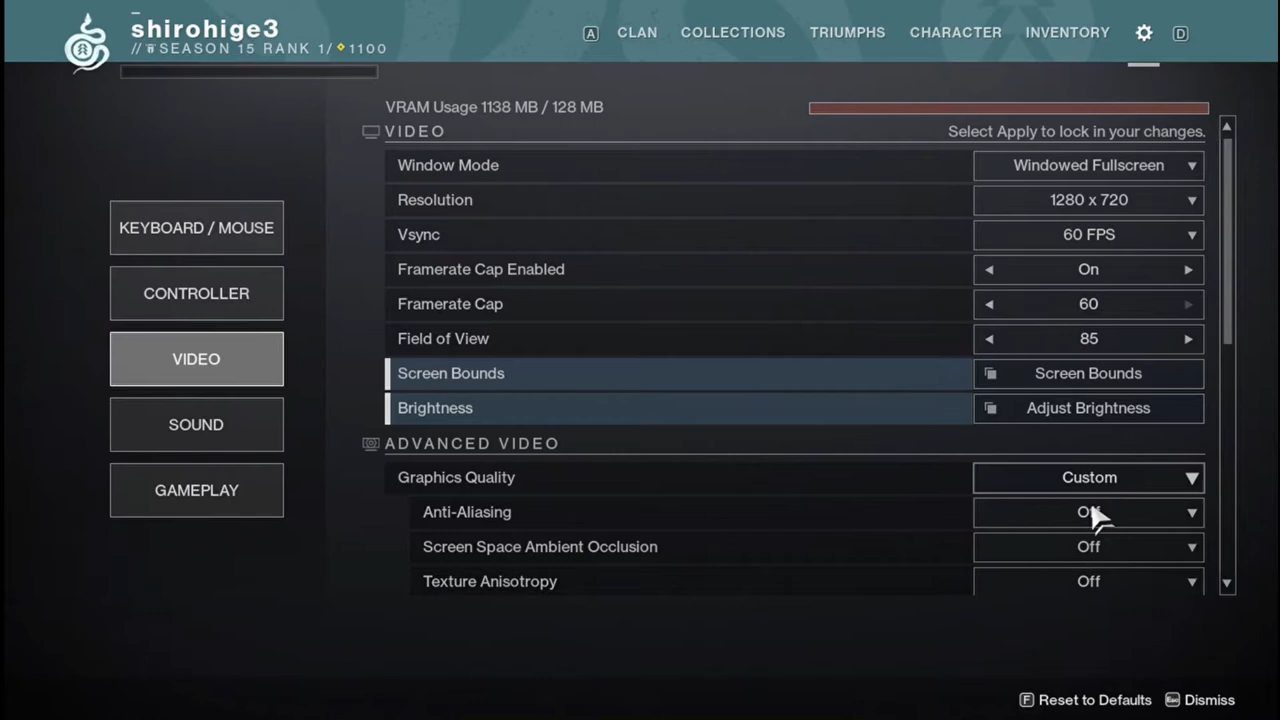 shirohige3
// SEASON 15 RANK 1/ 1100
A CLAN COLLECTIONS TRIUMPHS CHARACTER INVENTORY D
VRAM Usage 1138 MB / 128 MB
VIDEO
Select Apply to lock in your changes.
Window Mode Windowed Fullscreen
Resolution 1280 x 720
Vsync 60 FPS
Framerate Cap Enabled On
Framerate Cap 60
Field of View 85
Screen Bounds Screen Bounds
Brightness Adjust Brightness
ADVANCED VIDEO
Graphics Quality Custom
Anti-Aliasing Off
Screen Space Ambient Occlusion Off
Texture Anisotropy Off
KEYBOARD / MOUSE
CONTROLLER
VIDEO
SOUND
GAMEPLAY
F Reset to Defaults Esc Dismiss